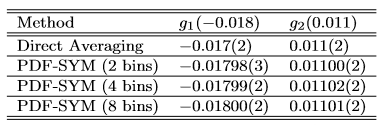 Method g₁(−0.018) g₂(0.011)
Direct Averaging −0.017(2) 0.011(2)
PDF-SYM (2 bins) −0.01798(3) 0.01100(2)
PDF-SYM (4 bins) −0.01799(2) 0.01102(2)
PDF-SYM (8 bins) −0.01800(2) 0.01101(2)